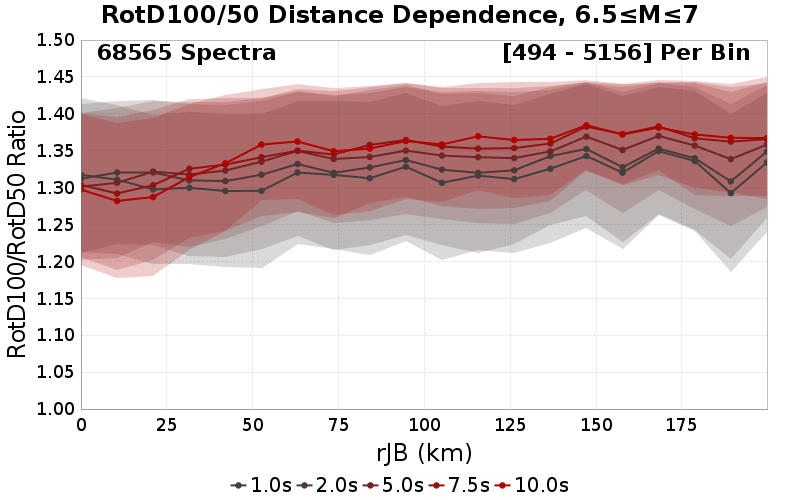 RotD100/50 Distance Dependence, 6.5≤M≤7
68565 Spectra
[494 - 5156] Per Bin
RotD100/RotD50 Ratio
1.50
1.45
1.40
1.35
1.30
1.25
1.20
1.15
1.10
1.05
1.00
0 25 50 75 100 125 150 175
rJB (km)
1.0s 2.0s 5.0s 7.5s 10.0s